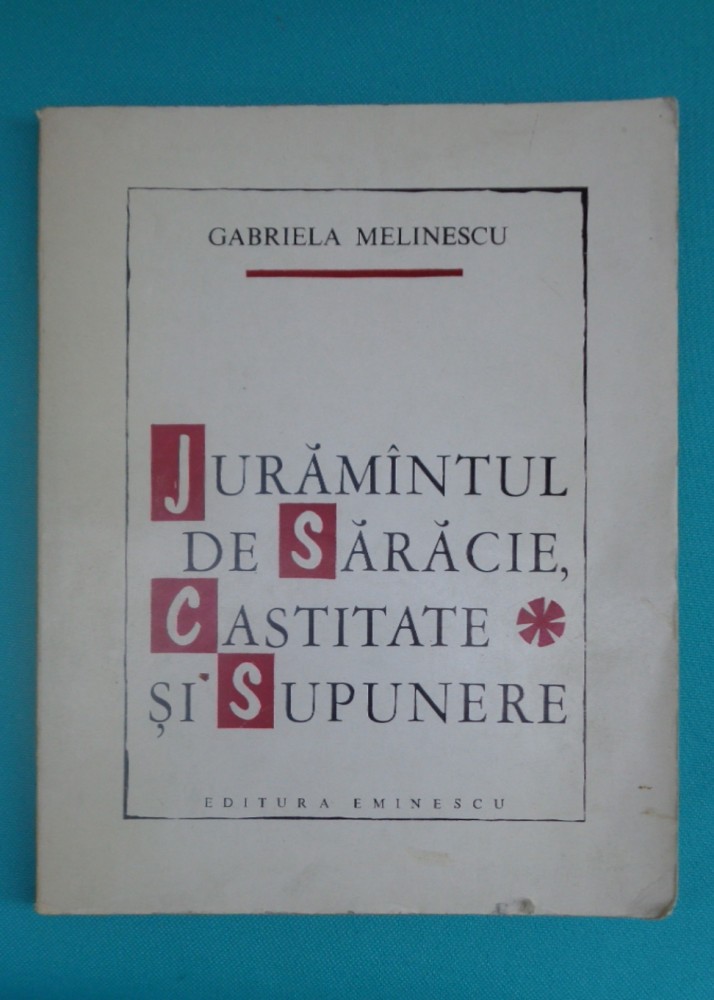 GABRIELA MELINESCU
JURĂMÎNTUL
DE SĂRĂCIE,
CASTITATE
ȘI SUPUNERE
EDITURA EMINESCU